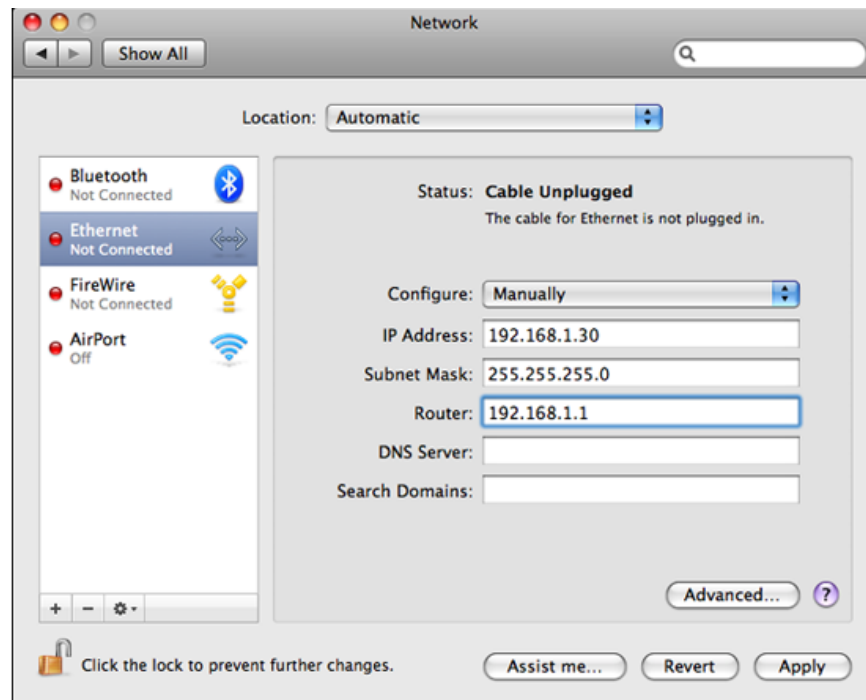 Network
Show All
Location: Automatic
Bluetooth
Not Connected
Ethernet
Not Connected
FireWire
Not Connected
AirPort
Off
Status: Cable Unplugged
The cable for Ethernet is not plugged in.
Configure: Manually
IP Address: 192.168.1.30
Subnet Mask: 255.255.255.0
Router: 192.168.1.1
DNS Server:
Search Domains:
Advanced... ?
Click the lock to prevent further changes.
Assist me... Revert Apply